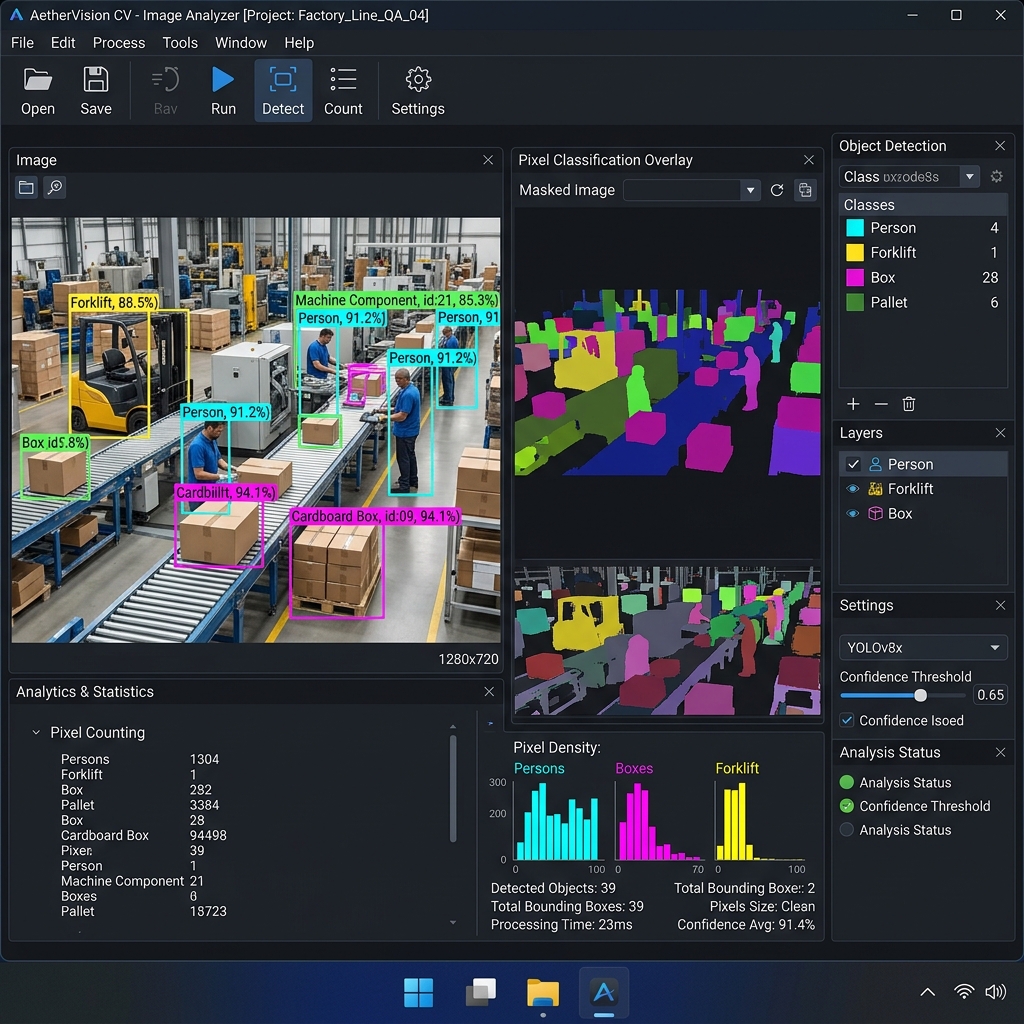 AetherVision CV - Image Analyzer [Project: Factory_Line_QA_04]
File Edit Process Tools Window Help
Open Save Rav Run Detect Count Settings
Image
Forklift, 88.5%)
Machine Component, id:21, 85.3%)
Person, 91.2%]
Person, 91
Person, 91.2%)
Person, 91.2%)
Cardbillt, 94.1%)
Cardboard Box, id:09, 94.1%)
1280x720
Pixel Classification Overlay
Masked Image
Object Detection
Class
Classes
Person 4
Forklift 1
Box 28
Pallet 6
Layers
Person
Forklift
Box
Settings
YOLOv8x
Confidence Threshold
0.65
Confidence Isoed
Analysis Status
Analysis Status
Confidence Threshold
Analysis Status
Analytics & Statistics
Pixel Counting
Persons 1304
Forklift 1
Box 282
Pallet 3384
Box 28
Cardboard Box 94498
Pixer. 39
Person 1
Machine Component 21
Boxes 6
Pallet 18723
Pixel Density:
Persons Boxes Forklift
300
200
0
0 100 0 70 0 100
Detected Objects: 39
Total Bounding Boxes: 39
Processing Time: 23ms
Total Bounding Boxe:: 2
Pixels Size: Clean
Confidence Avg: 91.4%